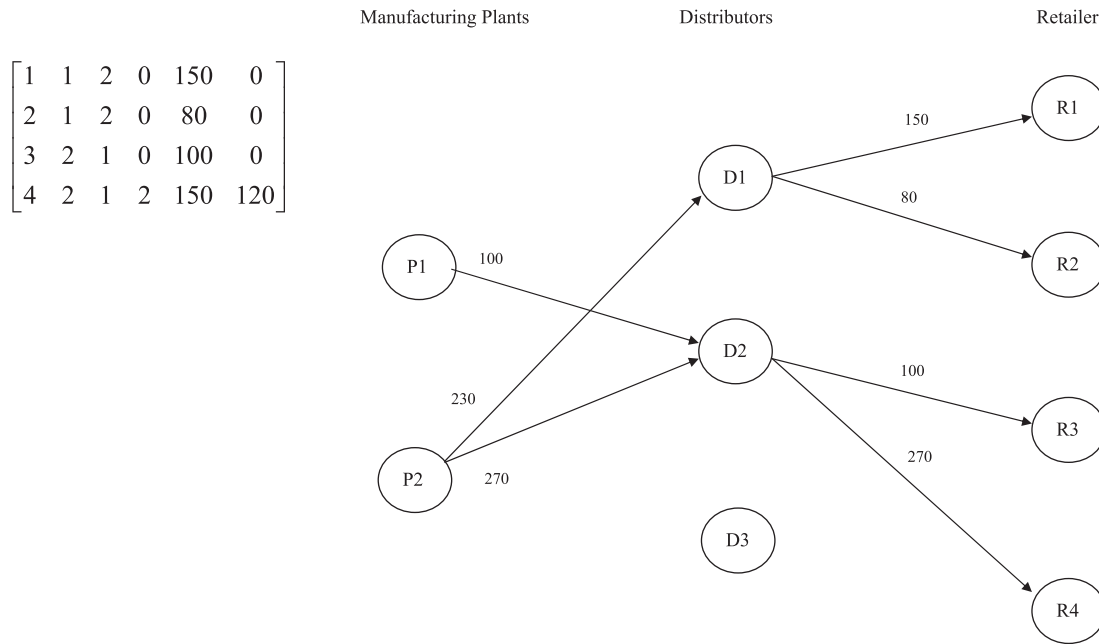 Manufacturing Plants Distributors Retailer
1 1 2 0 150 0
2 1 2 0 80 0
3 2 1 0 100 0
4 2 1 2 150 120
R1
150
D1
80
P1
100
R2
D2
100
230
R3
270
P2
270
D3
R4